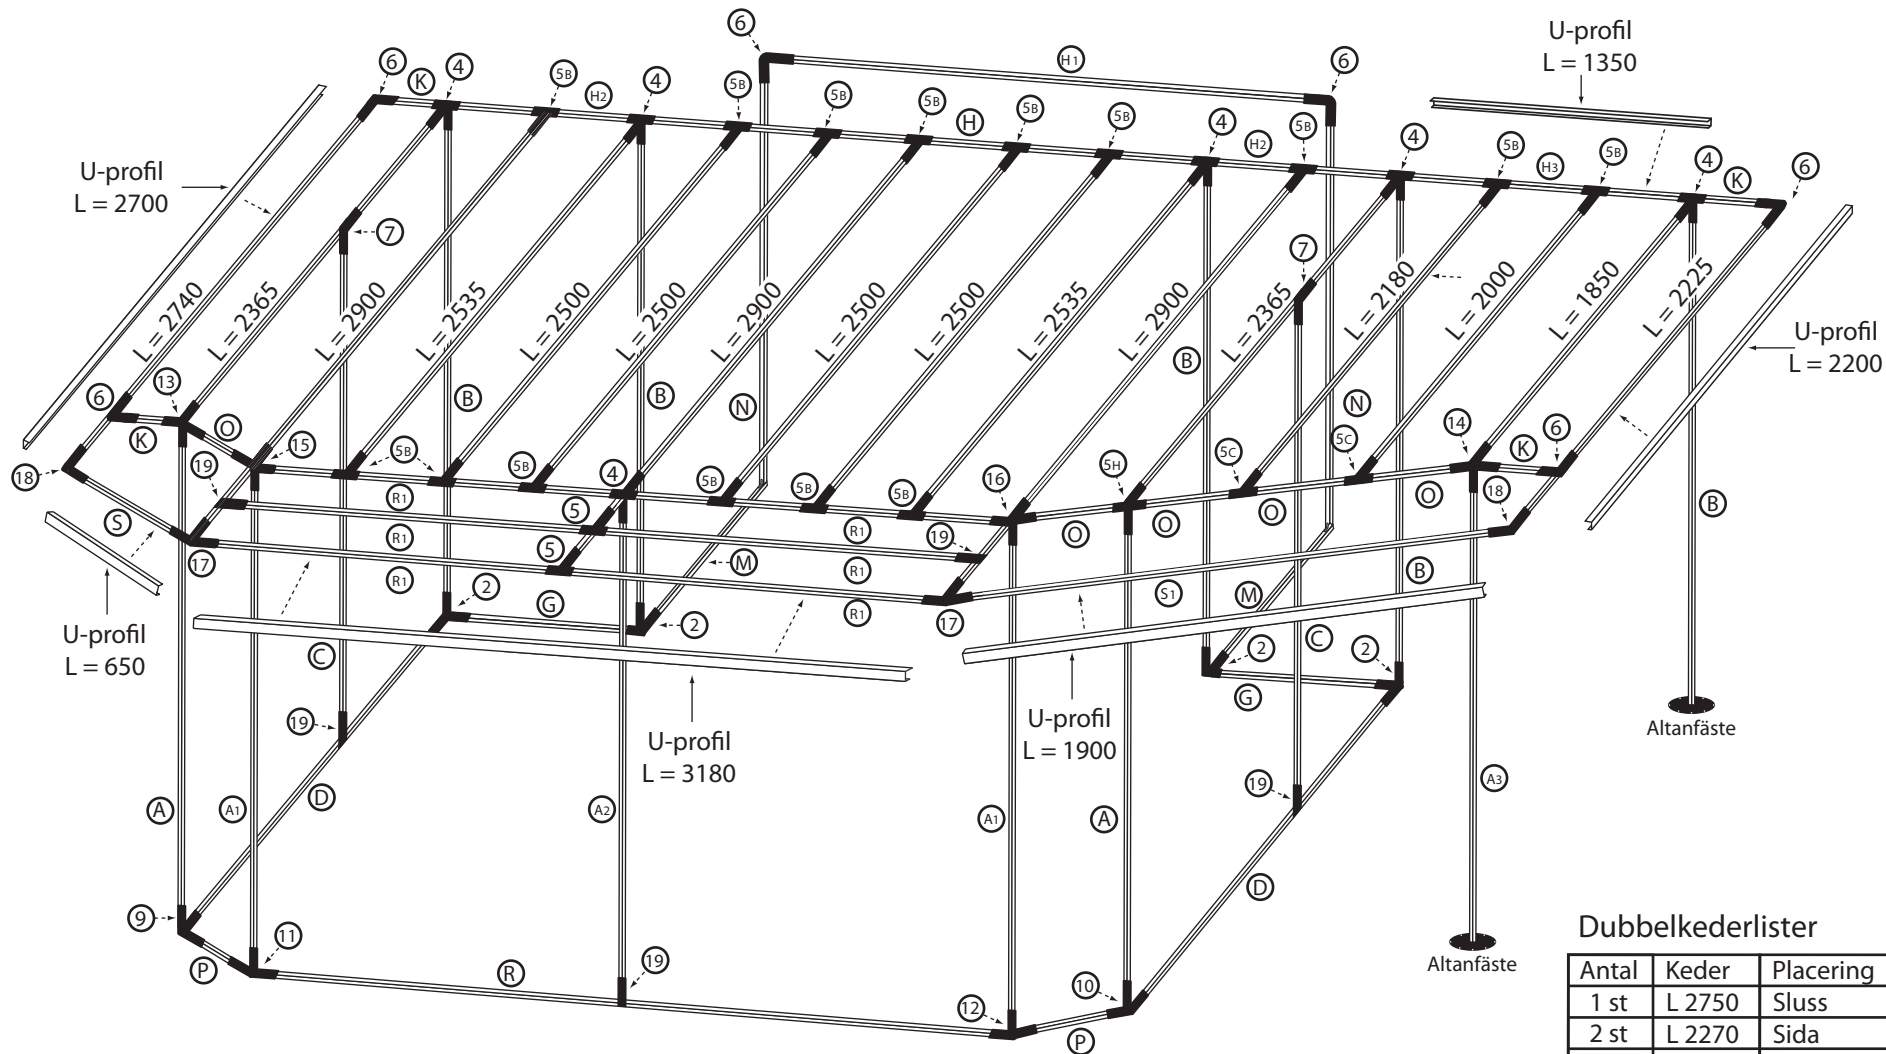 6
K
4
5B
H2
4
5B
6
H1
6
U-profil
L = 1350
5B
5B
H
5B
5B
4
H2
5B
4
5B
H3
5B
4
K
6
U-profil
L = 2700
7
7
L = 2740
L = 2365
L = 2900
L = 2535
L = 2500
L = 2500
L = 2900
L = 2500
L = 2500
L = 2535
L = 2900
L = 2365
L = 2180
L = 2000
L = 1850
L = 2225
U-profil
L = 2200
6
13
K
O
B
B
N
B
N
B
18
19
15
5B
5B
4
5B
5B
5B
16
5H
5C
5C
14
K
6
18
R1
5
R1
19
O
O
O
O
S
R1
5
R1
17
R1
R1
17
S1
M
M
B
U-profil
L = 650
2
G
2
C
C
2
G
2
U-profil
L = 3180
U-profil
L = 1900
Altanfäste
19
D
A
A1
A2
A1
A
19
A3
D
9
P
11
R
19
12
10
P
Altanfäste
Dubbelkederlister
Antal Keder Placering
1 st L 2750 Sluss
2 st L 2270 Sida